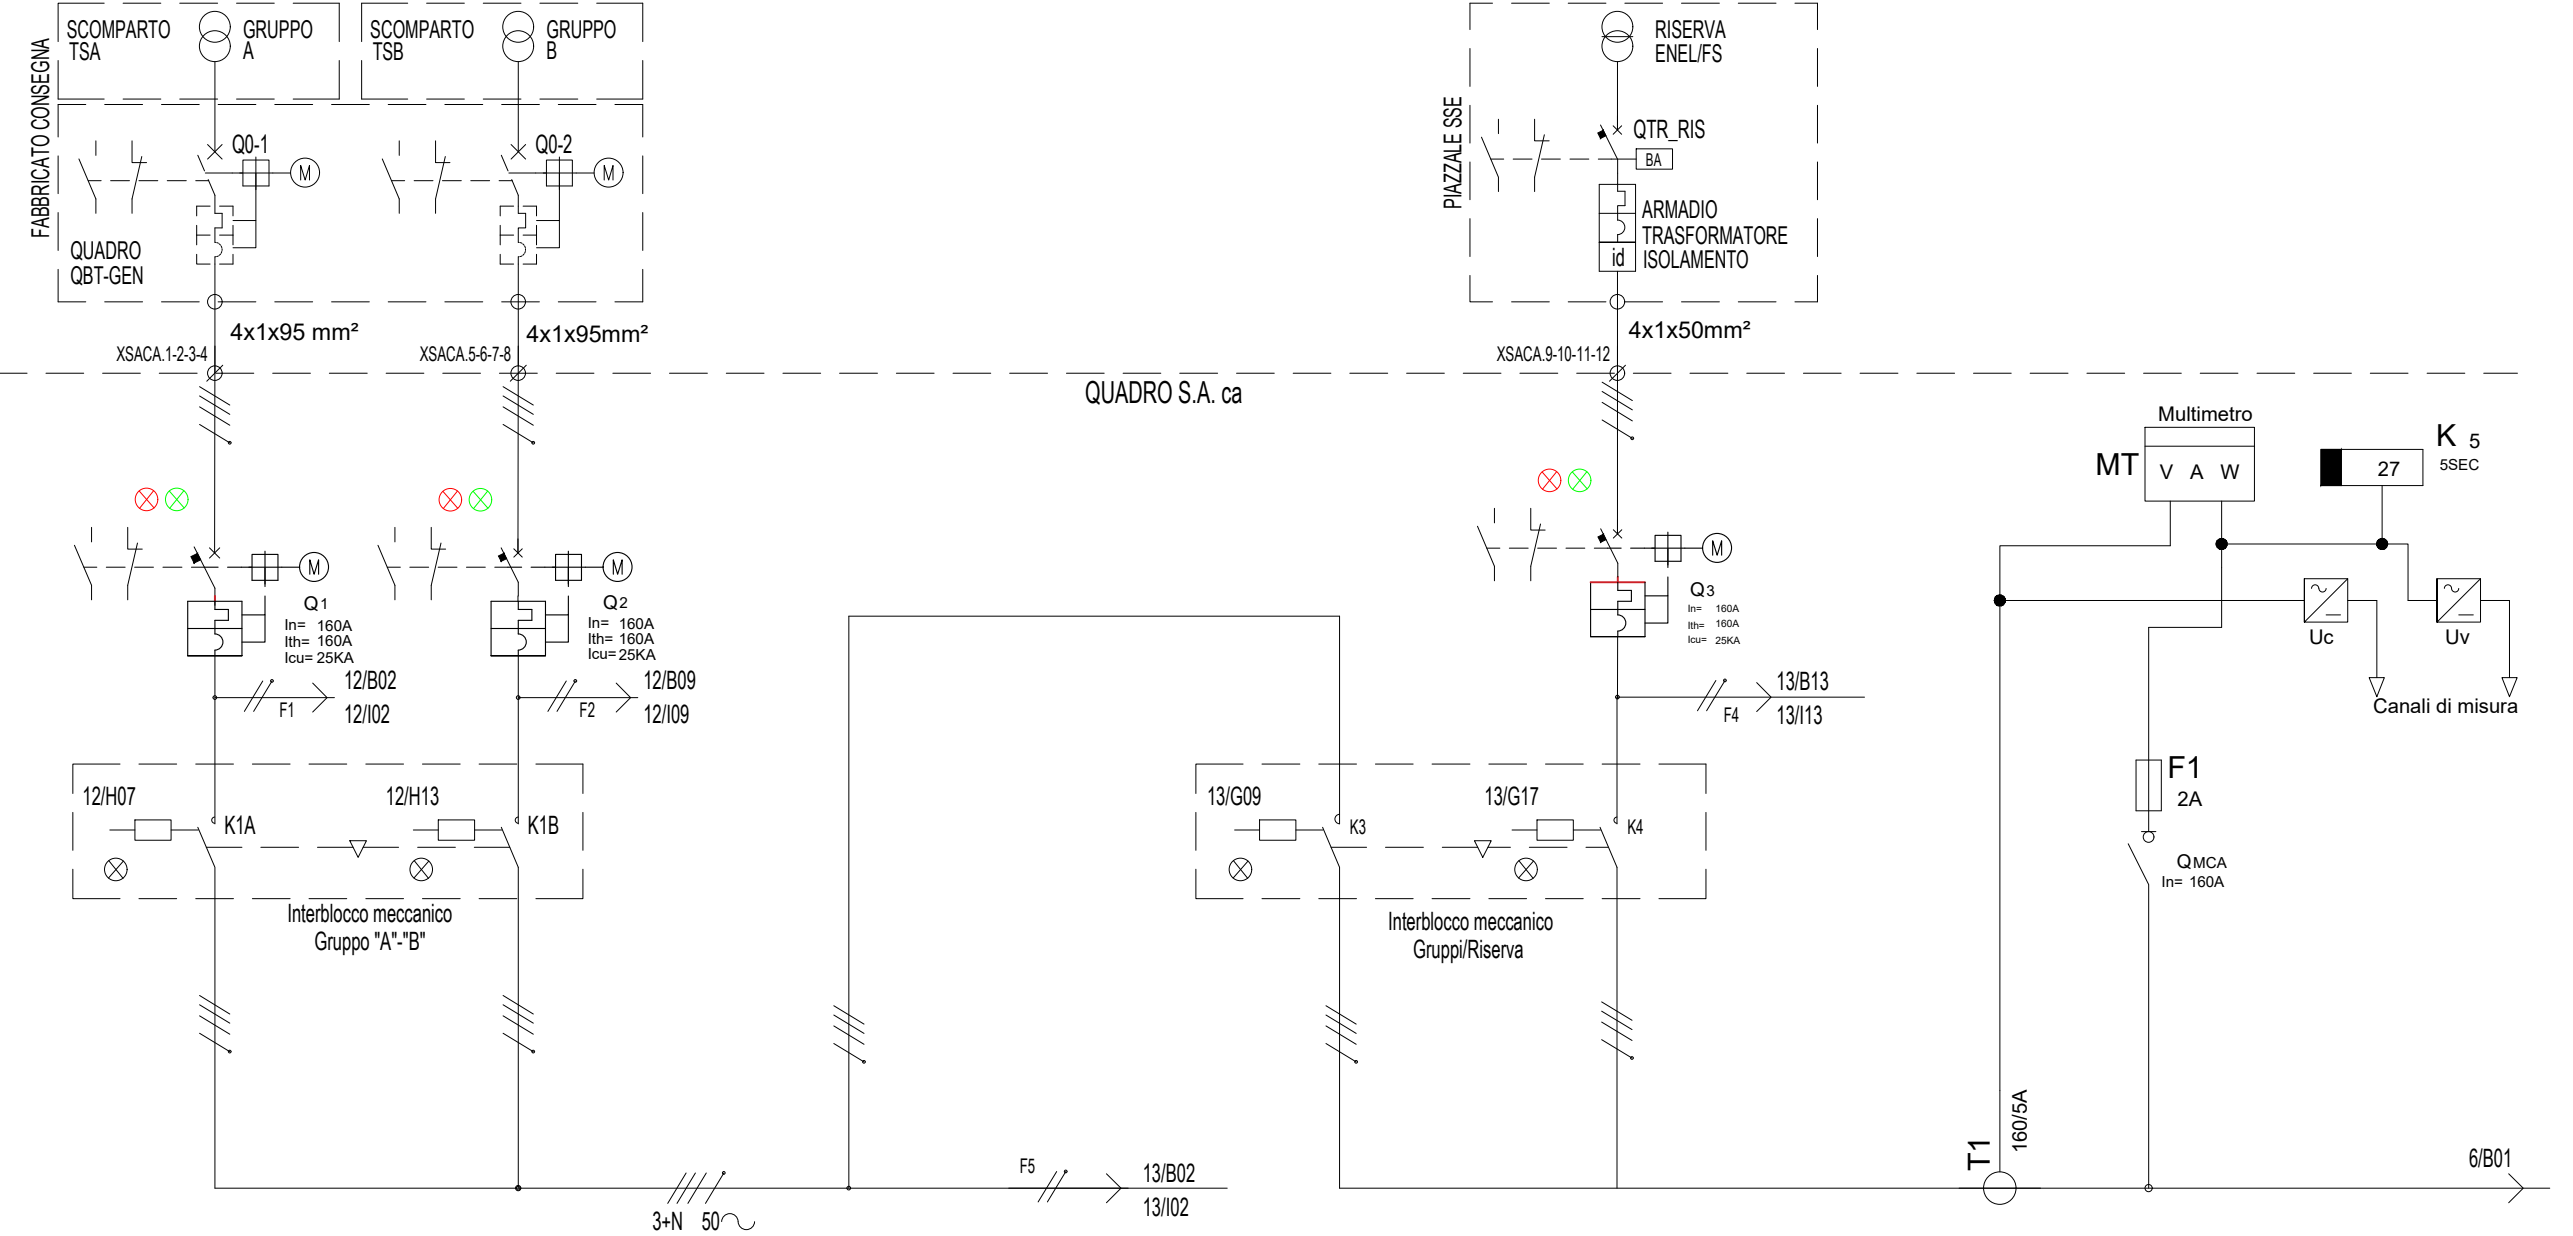 FABBRICATO CONSEGNA
SCOMPARTO
TSA
GRUPPO
A
SCOMPARTO
TSB
GRUPPO
B
Q0-1
M
Q0-2
M
QUADRO
QBT-GEN
4x1x95 mm²
4x1x95mm²
XSACA.1-2-3-4
XSACA.5-6-7-8
PIAZZALE SSE
RISERVA
ENEL/FS
QTR_RIS
BA
ARMADIO
TRASFORMATORE
ISOLAMENTO
id
4x1x50mm²
XSACA.9-10-11-12
QUADRO S.A. ca
M
Q1
In= 160A
Ith= 160A
Icu= 25KA
12/B02
F1
12/I02
M
Q2
In= 160A
Ith= 160A
Icu= 25KA
12/B09
F2
12/I09
M
Q3
In= 160A
Ith= 160A
Icu= 25KA
13/B13
F4
13/I13
Multimetro
MT
V A W
K 5
27
5SEC
Uc
Uv
Canali di misura
12/H07
K1A
12/H13
K1B
Interblocco meccanico
Gruppo "A"-"B"
13/G09
K3
13/G17
K4
Interblocco meccanico
Gruppi/Riserva
F1
2A
QMCA
In= 160A
T1
160/5A
3+N 50
F5
13/B02
13/I02
6/B01